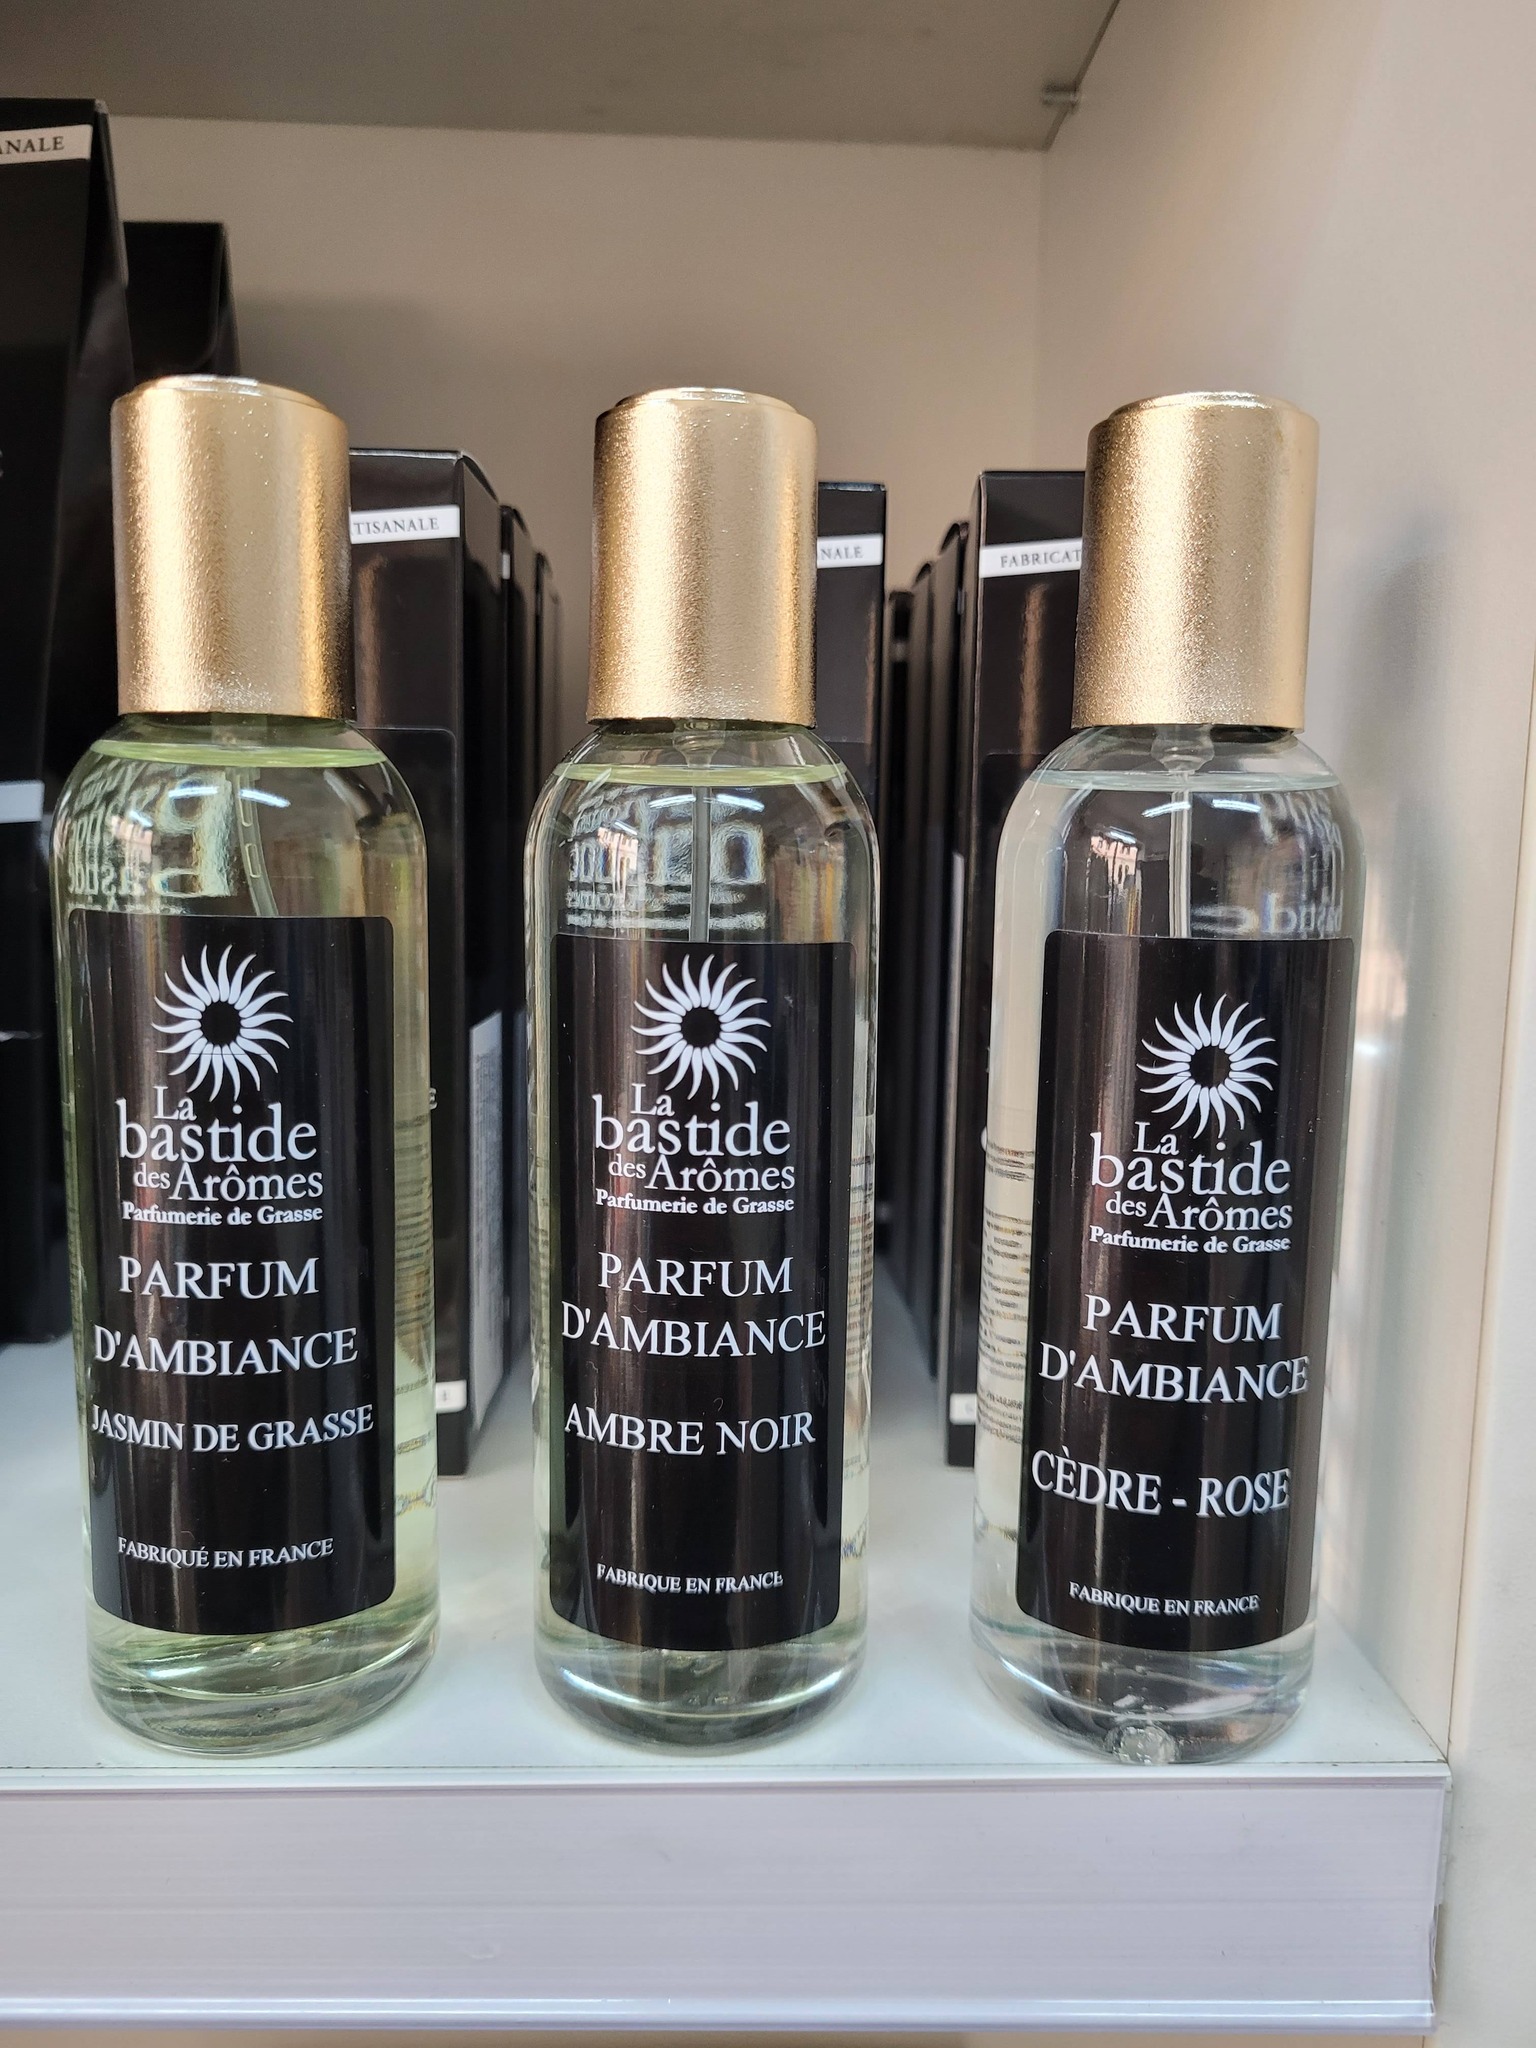 TISANALE
FABRICAT
La
bastide
des Arômes
Parfumerie de Grasse
PARFUM
D'AMBIANCE
JASMIN DE GRASSE
FABRIQUÉ EN FRANCE
La
bastide
des Arômes
Parfumerie de Grasse
PARFUM
D'AMBIANCE
AMBRE NOIR
FABRIQUE EN FRANCE
La
bastide
des Arômes
Parfumerie de Grasse
PARFUM
D'AMBIANCE
CÈDRE - ROSE
FABRIQUE EN FRANCE